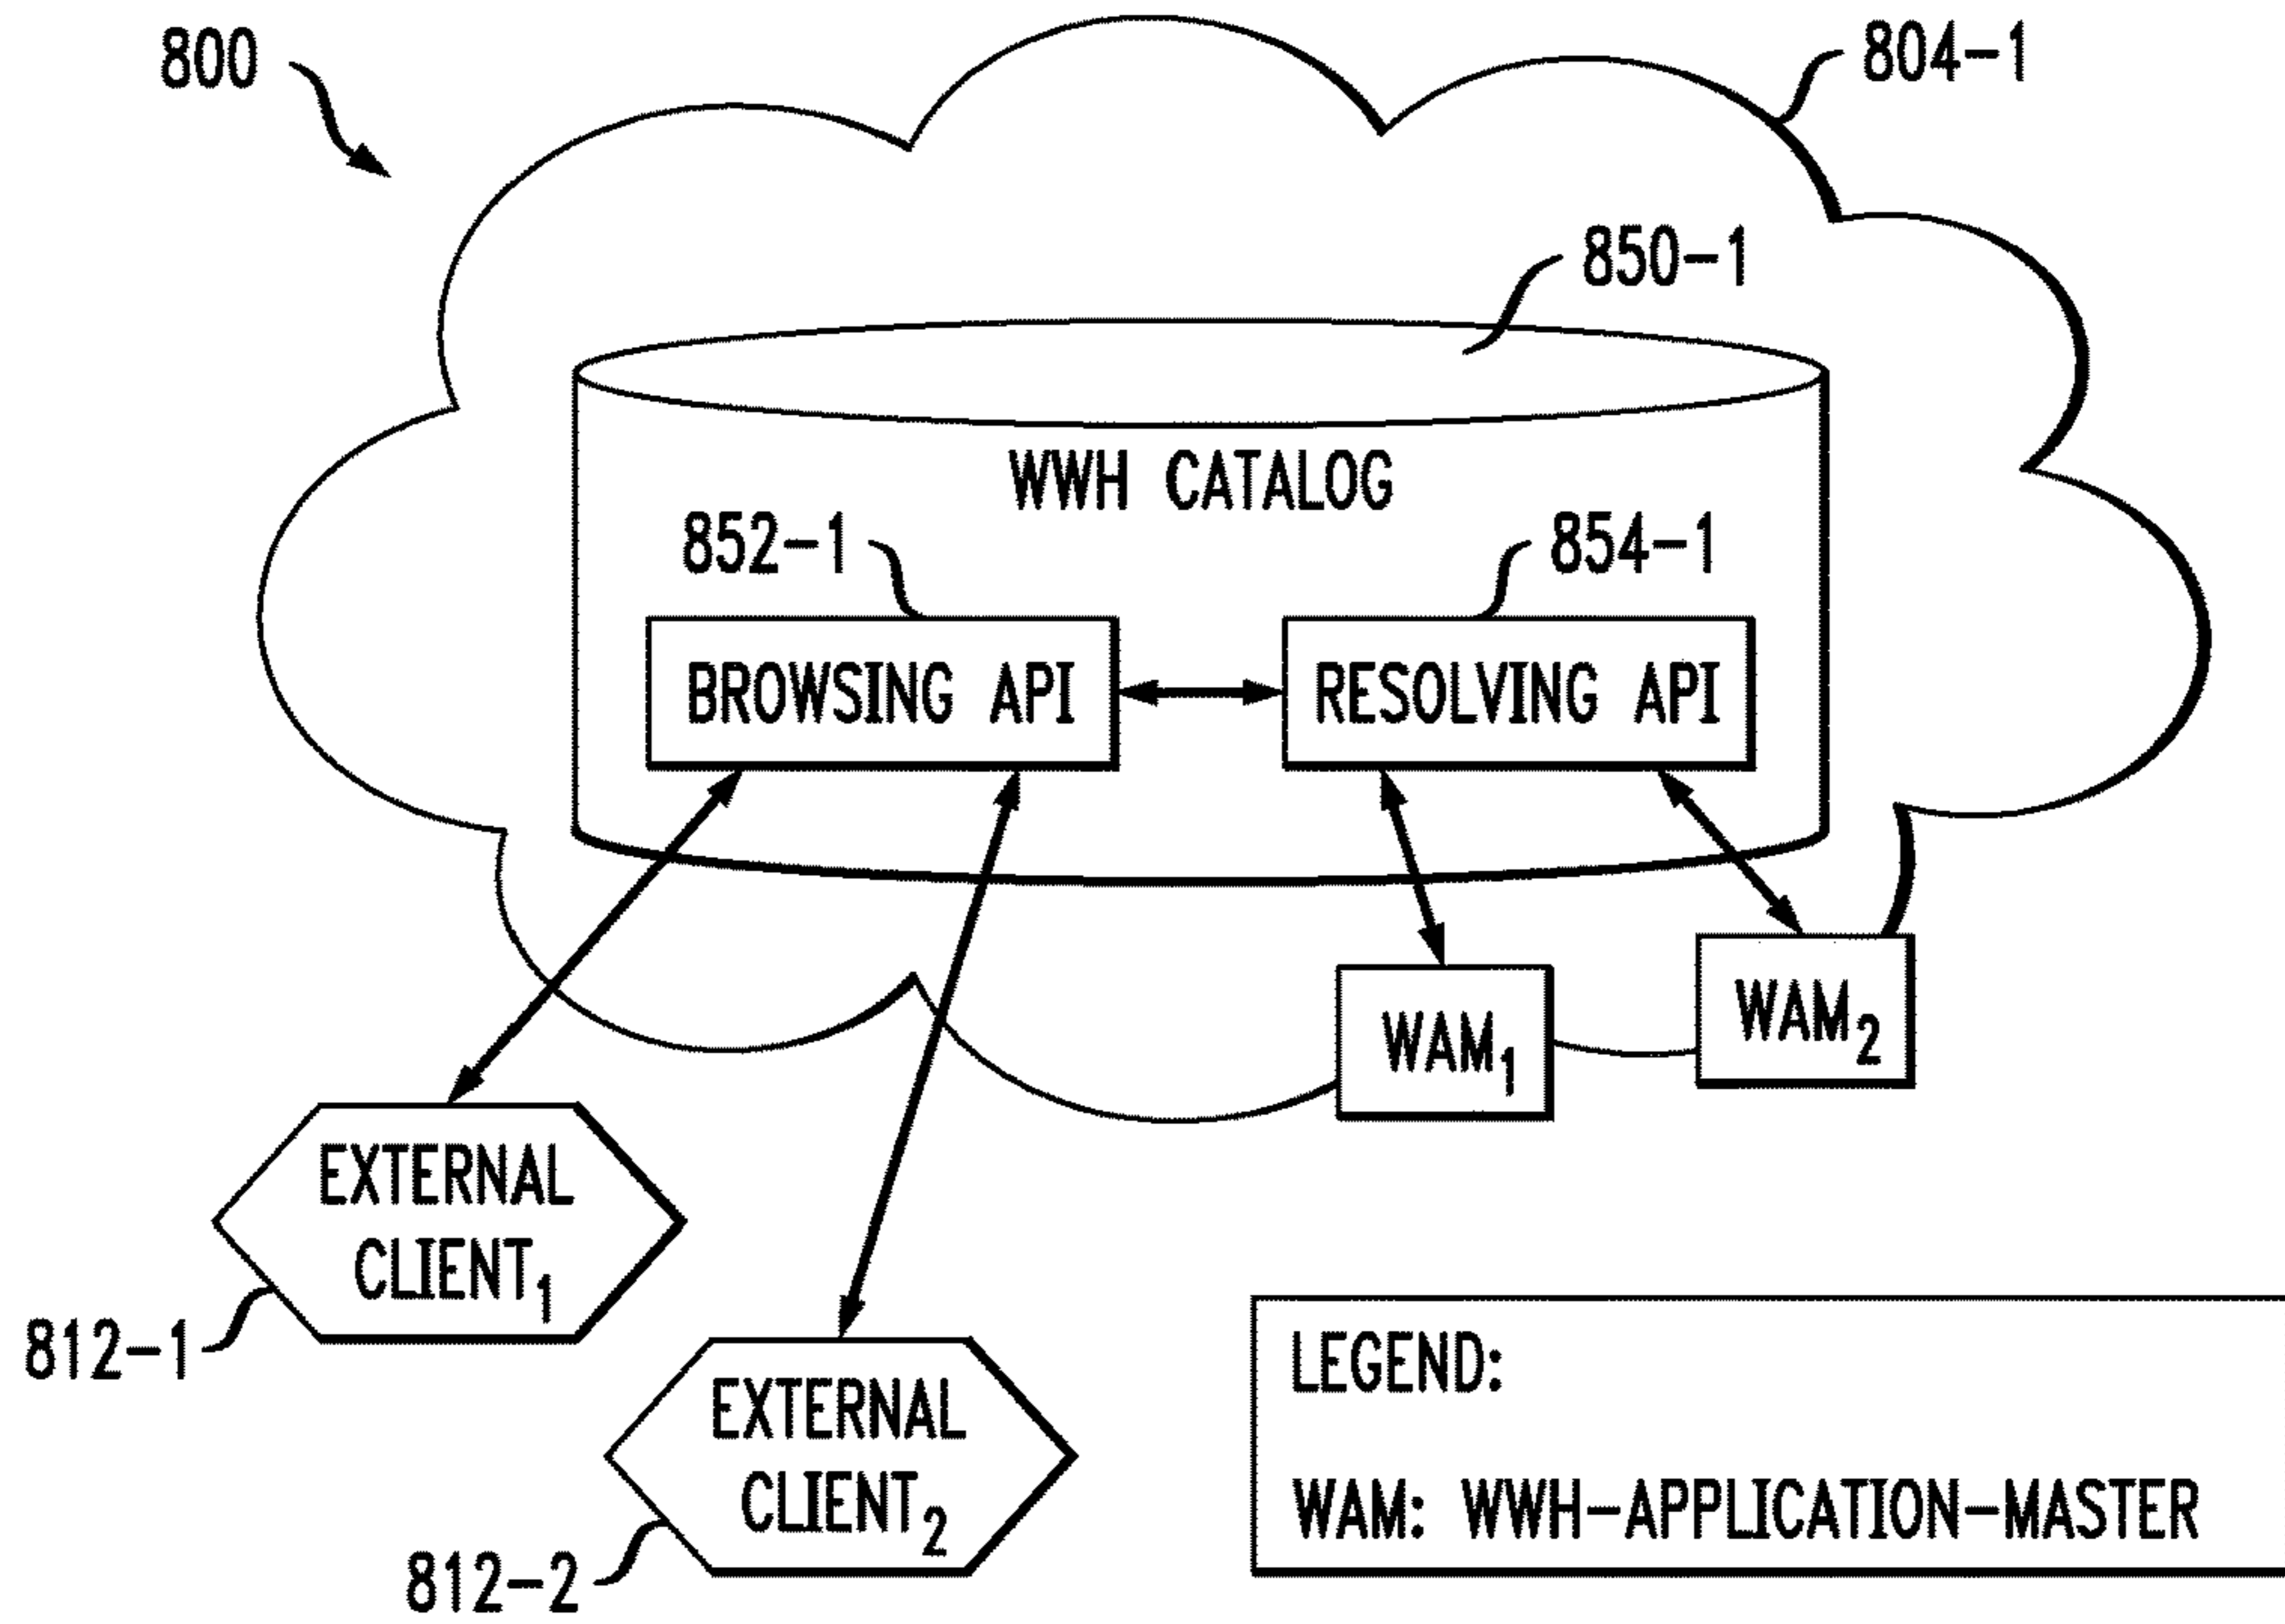 800
804-1
850-1
WWH CATALOG
852-1
854-1
BROWSING API
RESOLVING API
WAM1
WAM2
EXTERNAL
CLIENT1
812-1
EXTERNAL
CLIENT2
812-2
LEGEND:
WAM: WWH-APPLICATION-MASTER